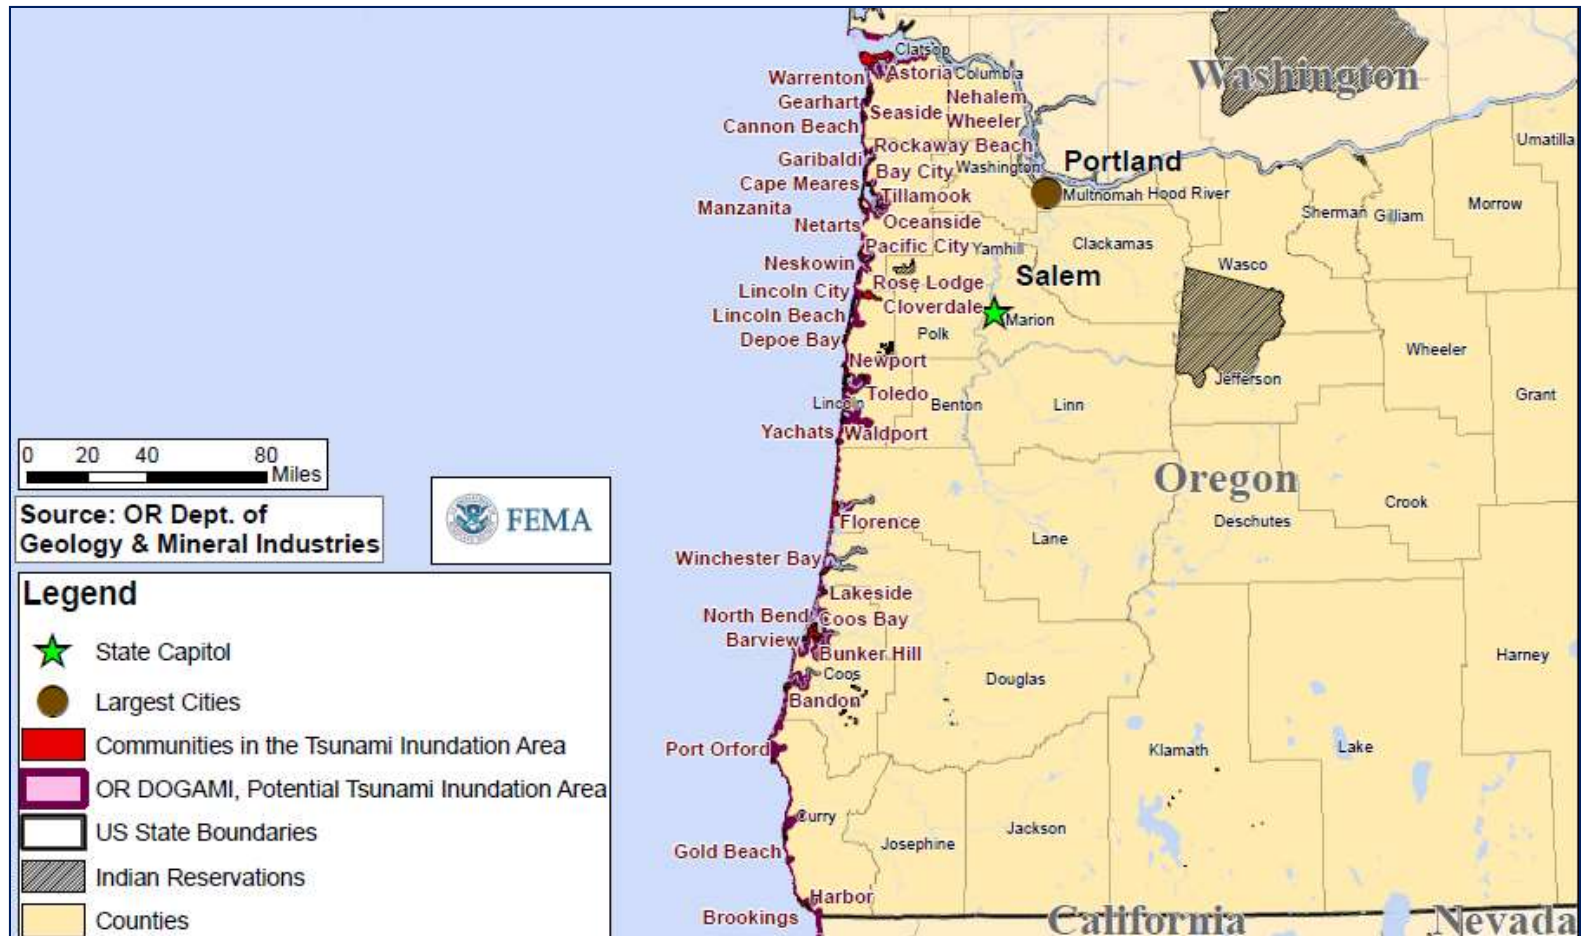 Clatsop
Washington
Warrenton
Astoria
Columbia
Gearhart
Nehalem
Cannon Beach
Seaside
Wheeler
Umatilla
Garibaldi
Rockaway Beach
Washington
Portland
Cape Meares
Bay City
Manzanita
Tillamook
Multnomah
Hood River
Sherman
Gilliam
Morrow
Netarts
Oceanside
Pacific City
Yamhill
Clackamas
Neskowin
Wasco
Salem
Lincoln City
Rose Lodge
Lincoln Beach
Cloverdale
Marion
Depoe Bay
Polk
Wheeler
Newport
Jefferson
Toledo
Lincoln
Benton
Linn
Grant
Yachats
Waldport
0 20 40 80
Miles
Oregon
Crook
Source: OR Dept. of
Geology & Mineral Industries
FEMA
Florence
Deschutes
Lane
Winchester Bay
Legend
Lakeside
North Bend
Coos Bay
Barview
Bunker Hill
Harney
State Capitol
Coos
Douglas
Bandon
Largest Cities
Port Orford
Klamath
Lake
Communities in the Tsunami Inundation Area
OR DOGAMI, Potential Tsunami Inundation Area
Curry
Jackson
Josephine
US State Boundaries
Gold Beach
Indian Reservations
Harbor
Brookings
California
Nevada
Counties